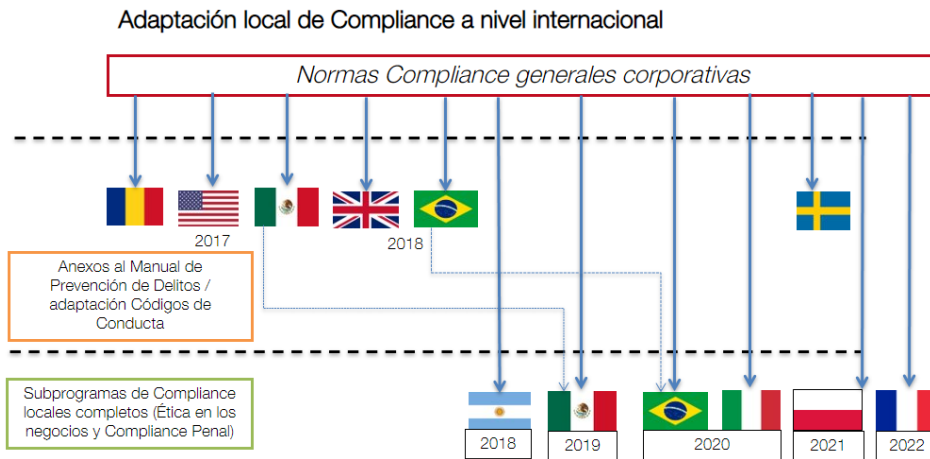 Adaptación local de Compliance a nivel internacional
Normas Compliance generales corporativas
2017
2018
Anexos al Manual de
Prevención de Delitos /
adaptación Códigos de
Conducta
Subprogramas de Compliance
locales completos (Ética en los
negocios y Compliance Penal)
2018
2019
2020
2021
2022